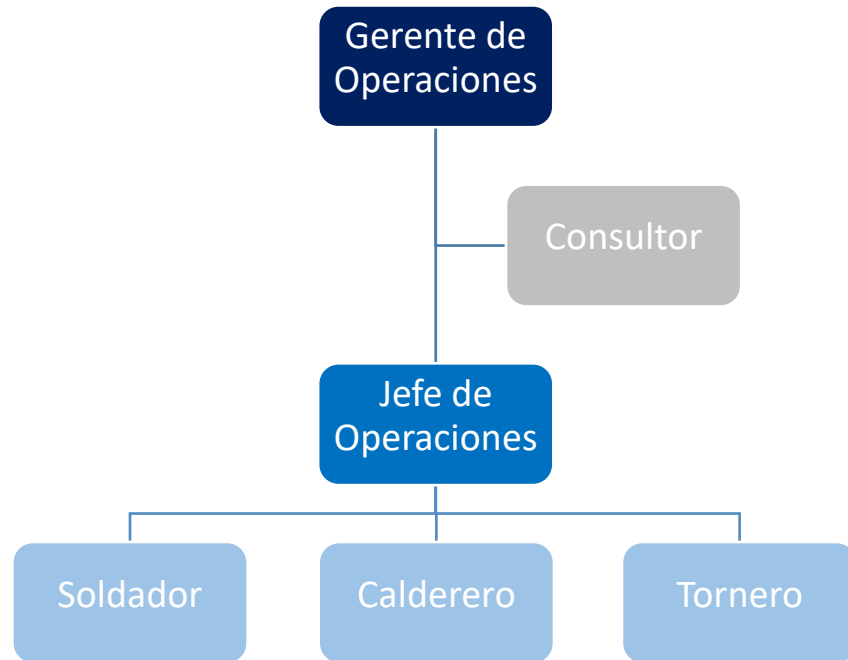 Gerente de
Operaciones
Consultor
Jefe de
Operaciones
Soldador
Calderero
Tornero